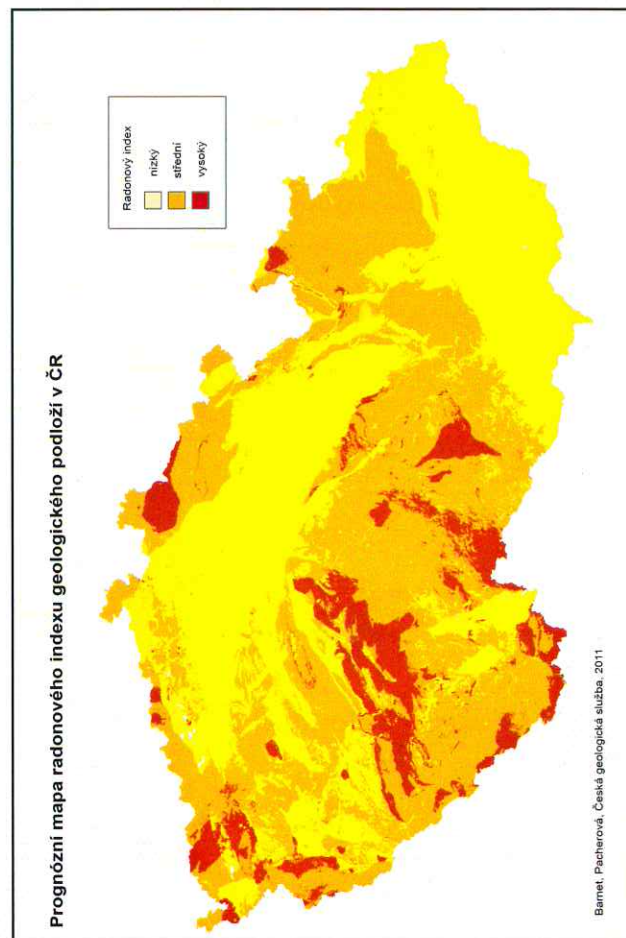 Prognózní mapa radonového indexu geologického podloží v ČR
Radonový index
nízký
střední
vysoký
Barnet, Pacherová, Česká geologická služba, 2011